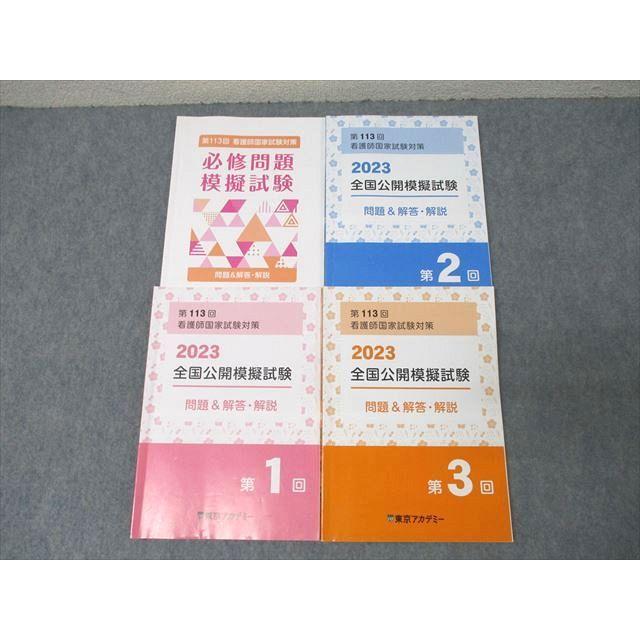 第113回 看護師国家試験対策
必修問題
模擬試験
問題&解答・解説
第113回
看護師国家試験対策
2023
全国公開模擬試験
問題&解答・解説
第2回
第113回
看護師国家試験対策
2023
全国公開模擬試験
問題&解答・解説
第1回
東京アカデミー
第113回
看護師国家試験対策
2023
全国公開模擬試験
問題&解答・解説
第3回
東京アカデミー